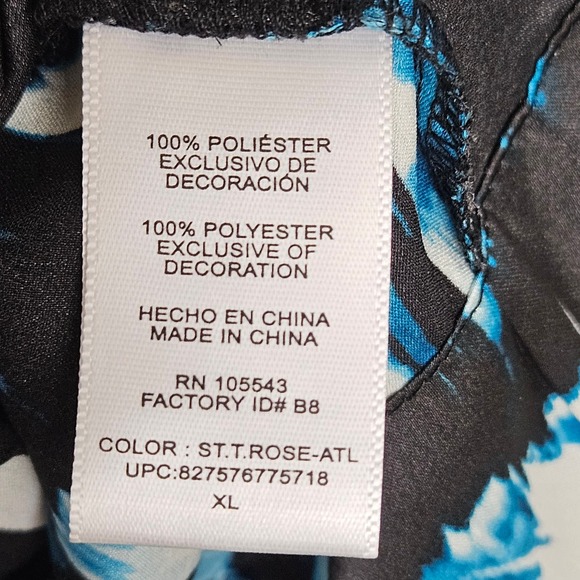 100% POLIÉSTER
EXCLUSIVO DE
DECORACIÓN
100% POLYESTER
EXCLUSIVE OF
DECORATION
HECHO EN CHINA
MADE IN CHINA
RN 105543
FACTORY ID# B8
COLOR : ST.T.ROSE-ATL
UPC:827576775718
XL